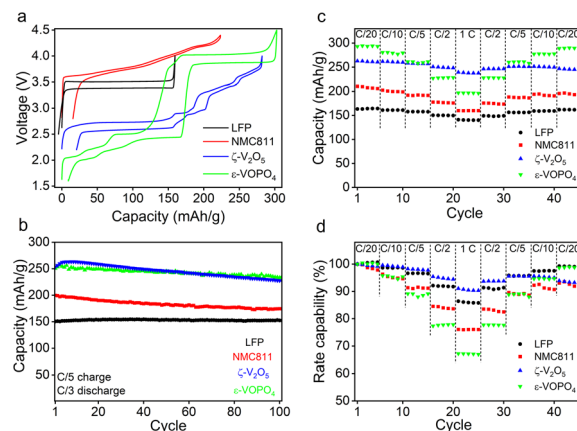 a
Voltage (V)
4.5
4.0
3.5
3.0
2.5
2.0
1.5
LFP
NMC811
ζ-V₂O₅
ε-VOPO₄
0 50 100 150 200 250 300
Capacity (mAh/g)
b
Capacity (mAh/g)
300
250
200
150
100
50
0
LFP
NMC811
ζ-V₂O₅
ε-VOPO₄
C/5 charge
C/3 discharge
1 20 40 60 80 100
Cycle
c
C/20 C/10 C/5 C/2 1 C C/2 C/5 C/10 C/20
Capacity (mAh/g)
300
250
200
150
100
50
0
LFP
NMC811
ζ-V₂O₅
ε-VOPO₄
1 10 20 30 40
Cycle
d
C/20 C/10 C/5 C/2 1 C C/2 C/5 C/10 C/20
Rate capability (%)
100
80
60
40
20
0
LFP
NMC811
ζ-V₂O₅
ε-VOPO₄
1 10 20 30 40
Cycle